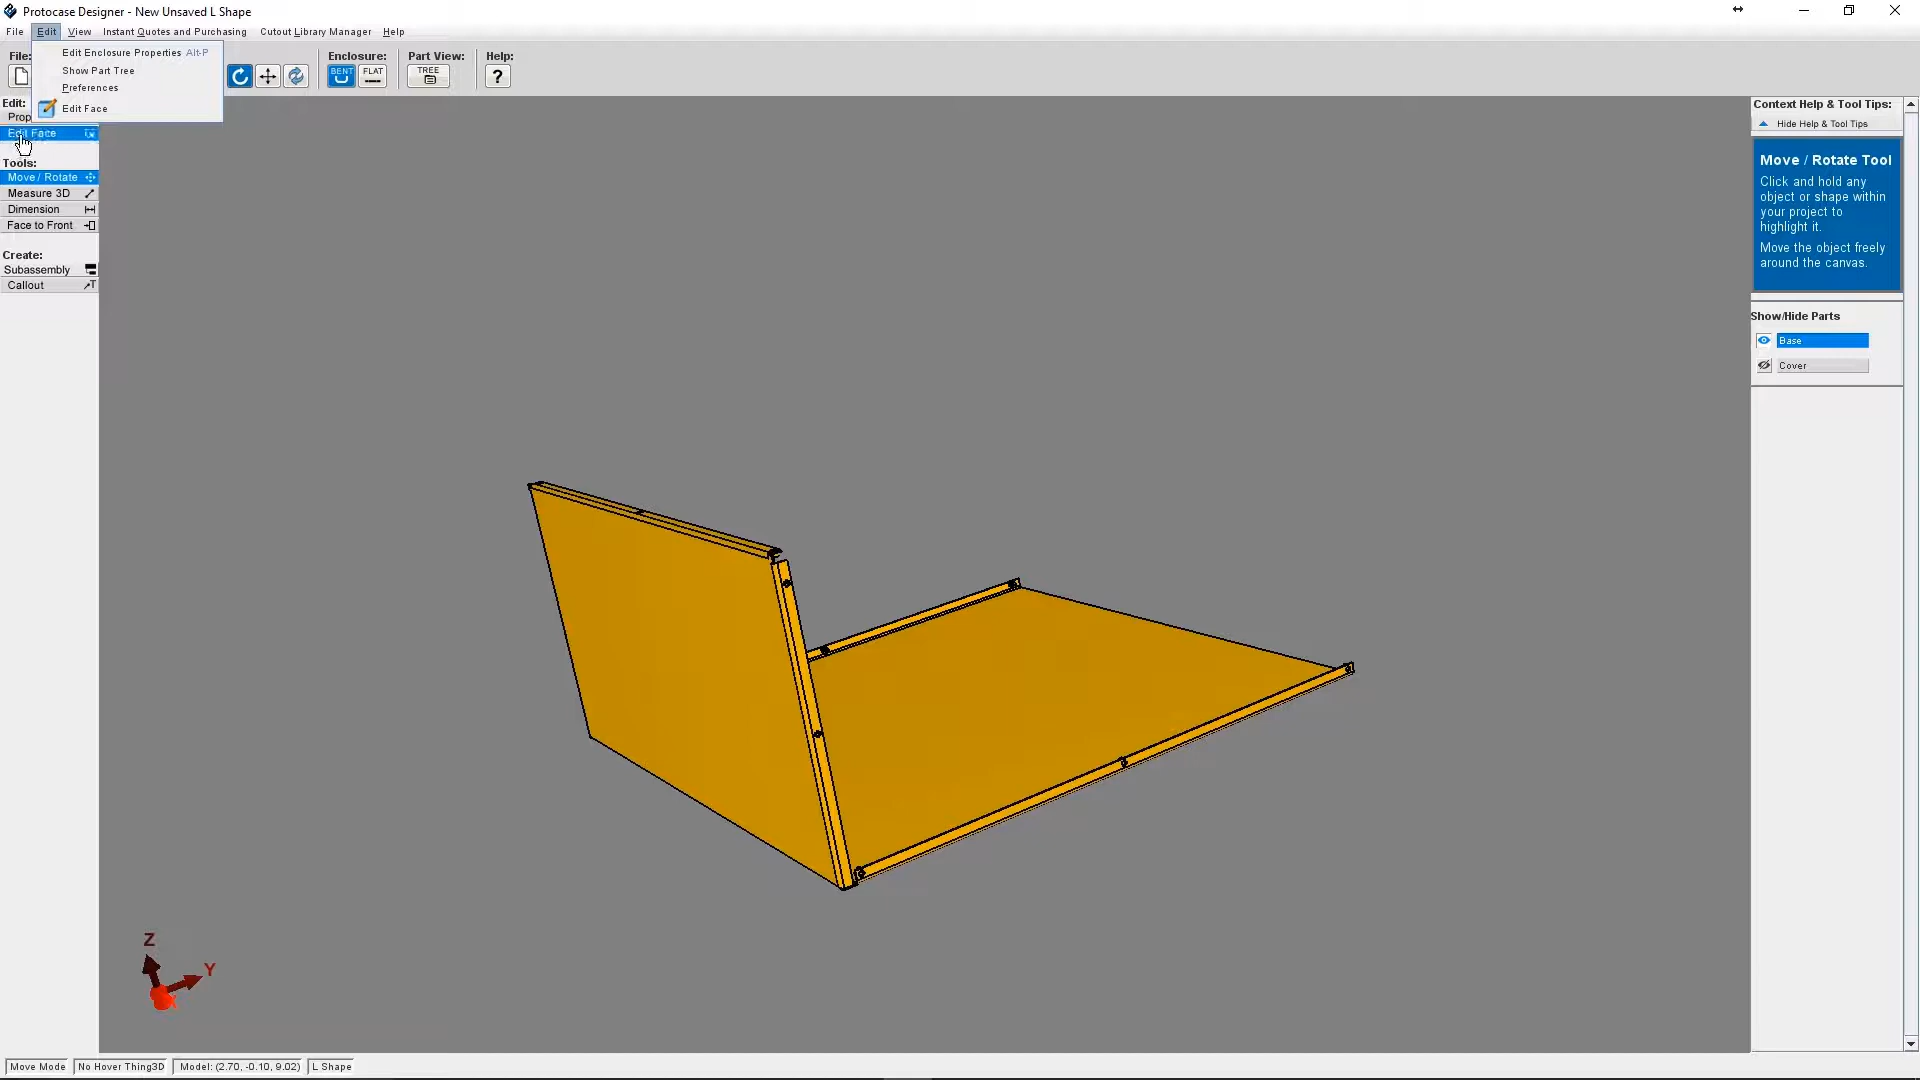 Protocase Designer - New Unsaved L Shape
File Edit View Instant Quotes and Purchasing Cutout Library Manager Help
File: Enclosure: Part View: Help:
Edit Enclosure Properties Alt-P
Show Part Tree
Preferences
Edit Face
BENT FLAT TREE ?
Edit:
Prop
Edit Face
Tools:
Move / Rotate
Measure 3D
Dimension
Face to Front
Create:
Subassembly
Callout
Context Help & Tool Tips:
Hide Help & Tool Tips
Move / Rotate Tool
Click and hold any
object or shape within
your project to
highlight it.
Move the object freely
around the canvas.
Show/Hide Parts
Base
Cover
Z
Y
X
Move Mode No Hover Thing3D Model: (2.70, -0.10, 9.02) L Shape